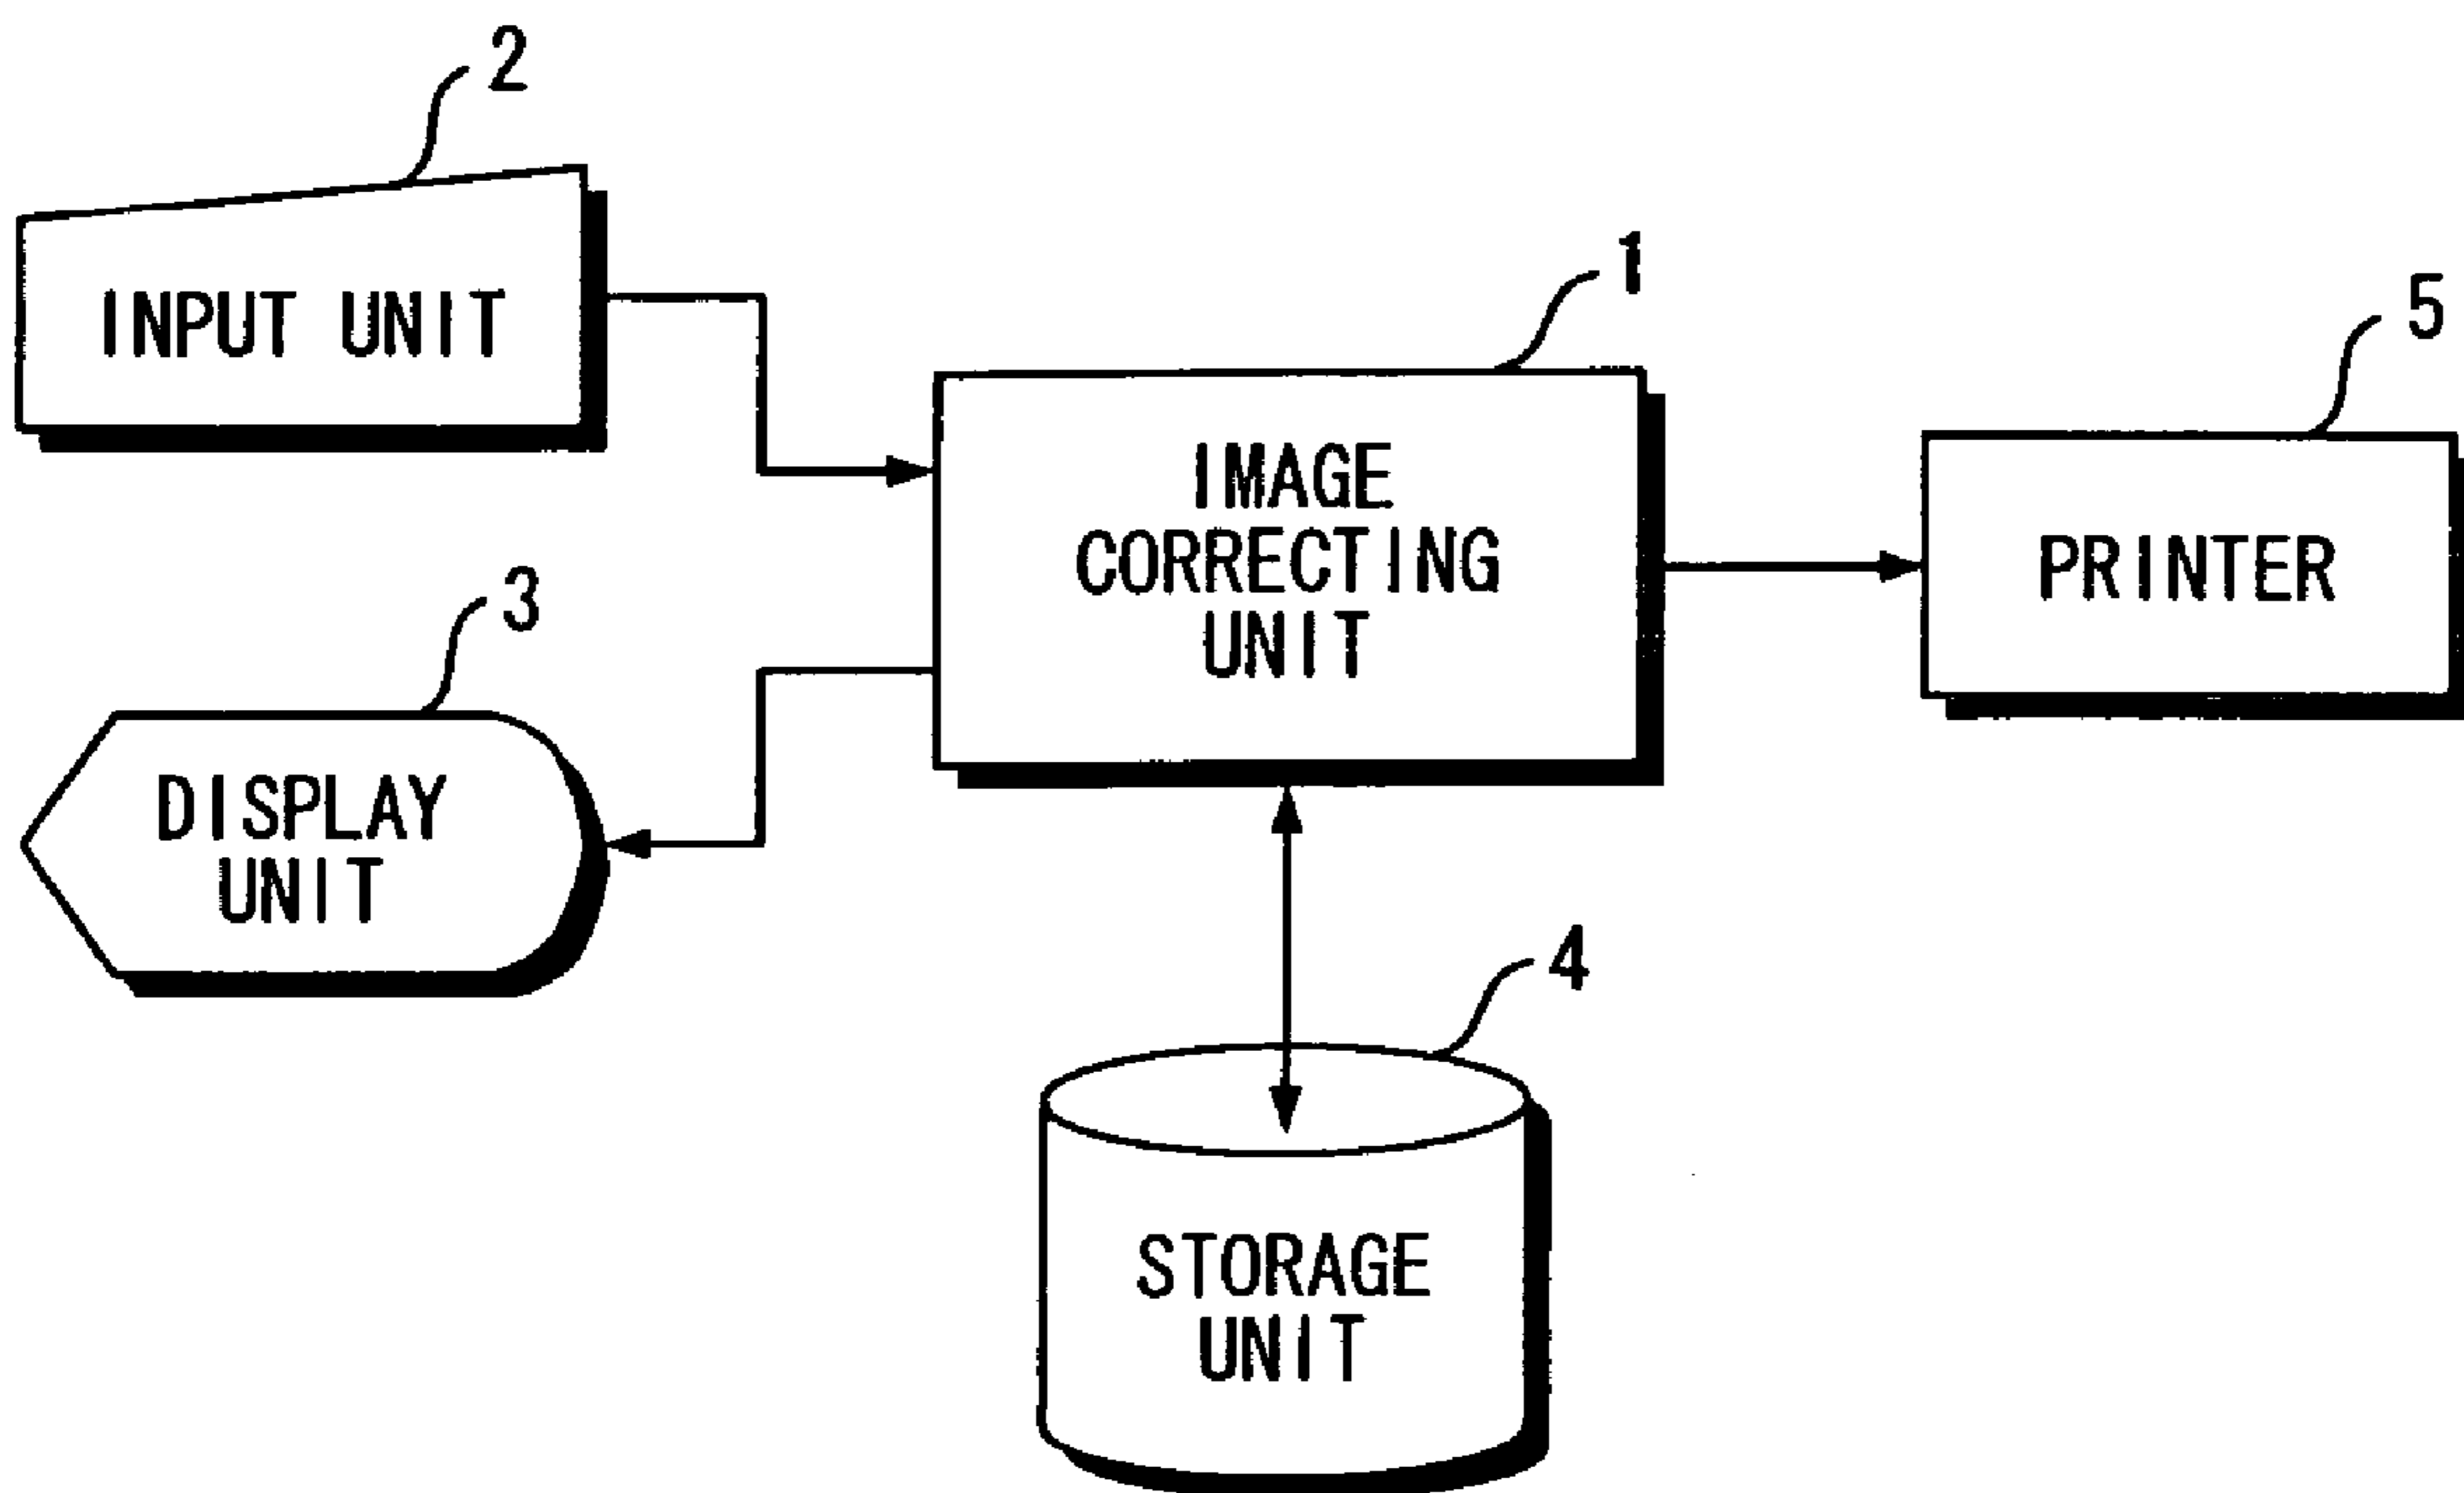 2
INPUT UNIT
1
IMAGE
CORRECTING
UNIT
5
PRINTER
3
DISPLAY
UNIT
4
STORAGE
UNIT